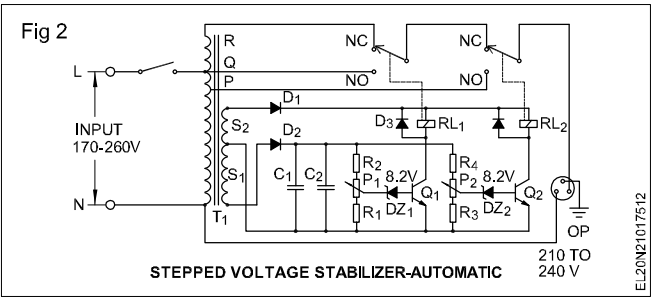 Fig 2
R
NC
NC
L
Q
P
NO
NO
D1
INPUT
170-260V
S2
D3
RL1
RL2
D2
S1
C1
C2
R2
P1
8.2V
R4
P2
8.2V
Q1
Q2
N
T1
R1
DZ1
R3
DZ2
OP
210 TO
240 V
STEPPED VOLTAGE STABILIZER-AUTOMATIC
EL20N21017512